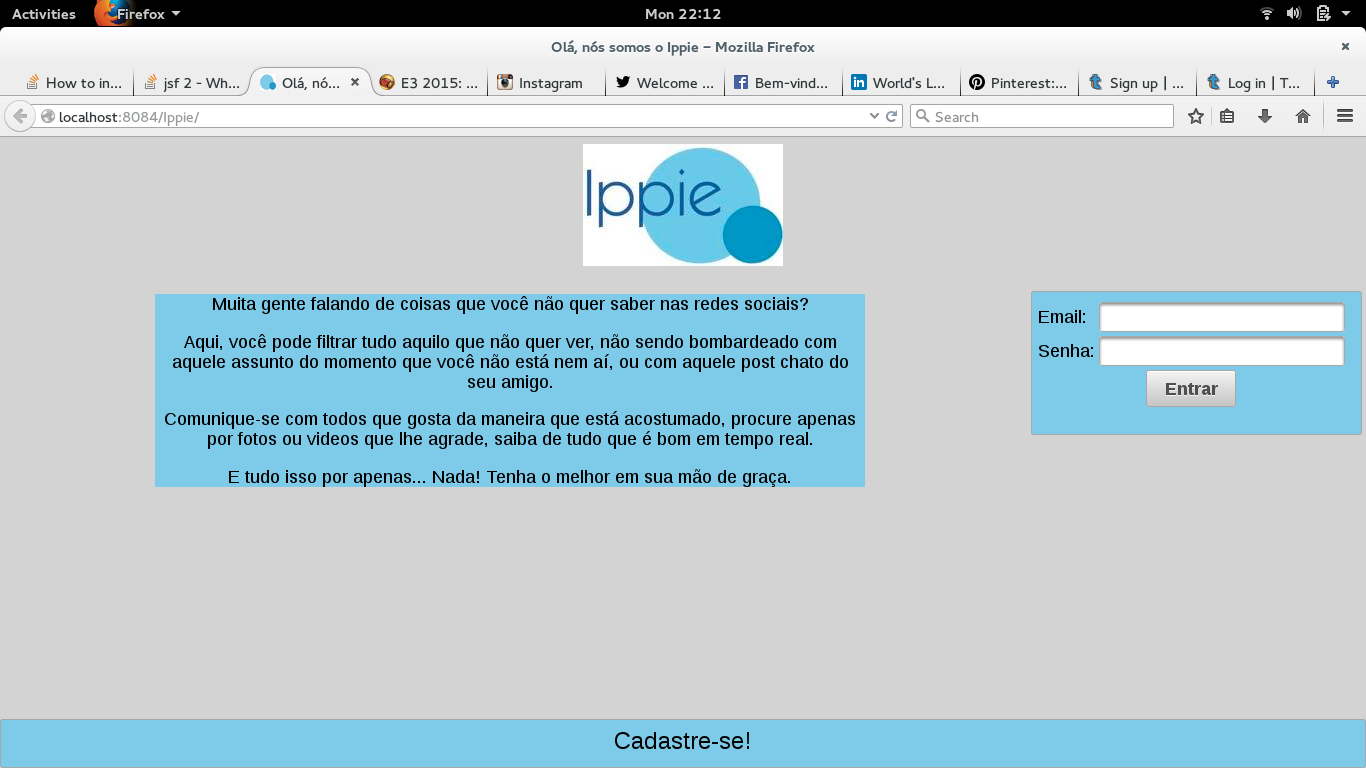 Activities
Firefox
Mon 22:12
Olá, nós somos o Ippie - Mozilla Firefox
How to in...
jsf 2 - Wh...
Olá, nó...
E3 2015: ...
Instagram
Welcome ...
Bem-vind...
World's L...
Pinterest:...
Sign up | ...
Log in | T...
localhost:8084/Ippie/
Search
Ippie
Muita gente falando de coisas que você não quer saber nas redes sociais?
Aqui, você pode filtrar tudo aquilo que não quer ver, não sendo bombardeado com
aquele assunto do momento que você não está nem aí, ou com aquele post chato do
seu amigo.
Comunique-se com todos que gosta da maneira que está acostumado, procure apenas
por fotos ou videos que lhe agrade, saiba de tudo que é bom em tempo real.
E tudo isso por apenas... Nada! Tenha o melhor em sua mão de graça.
Email:
Senha:
Entrar
Cadastre-se!